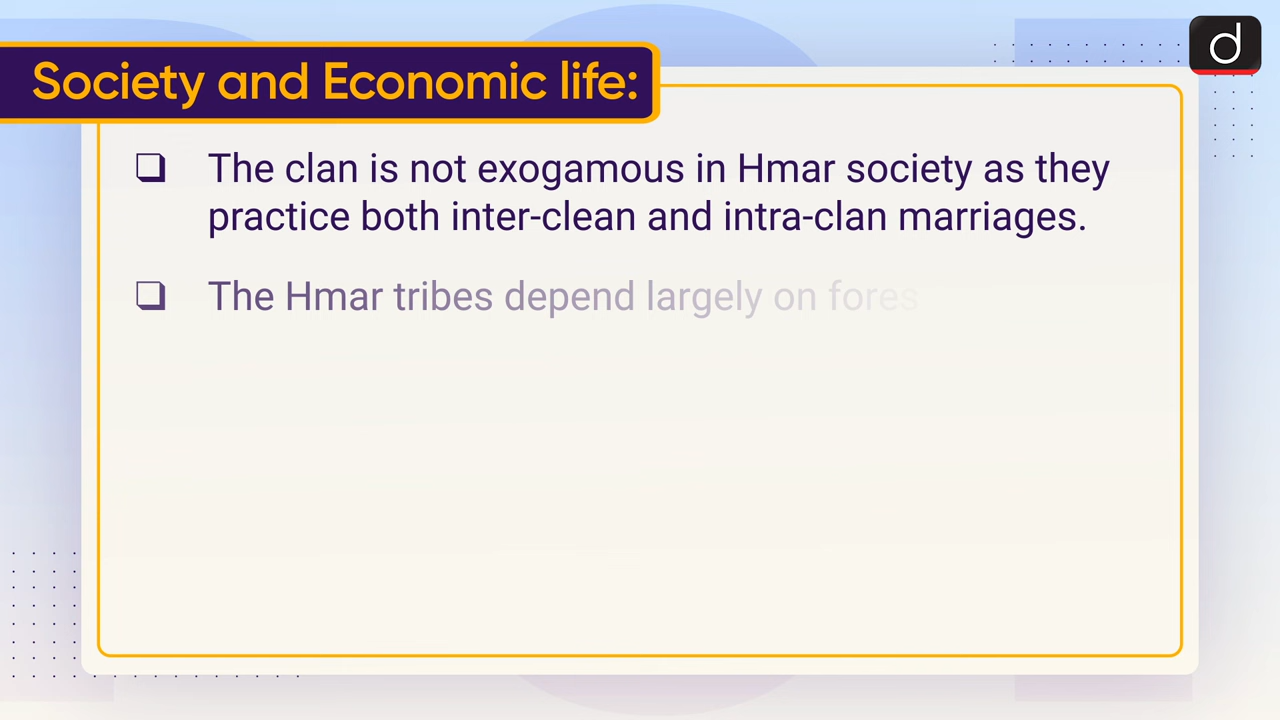 Society and Economic life:
d
❑ The clan is not exogamous in Hmar society as they
practice both inter-clean and intra-clan marriages.
❑ The Hmar tribes depend largely on fores